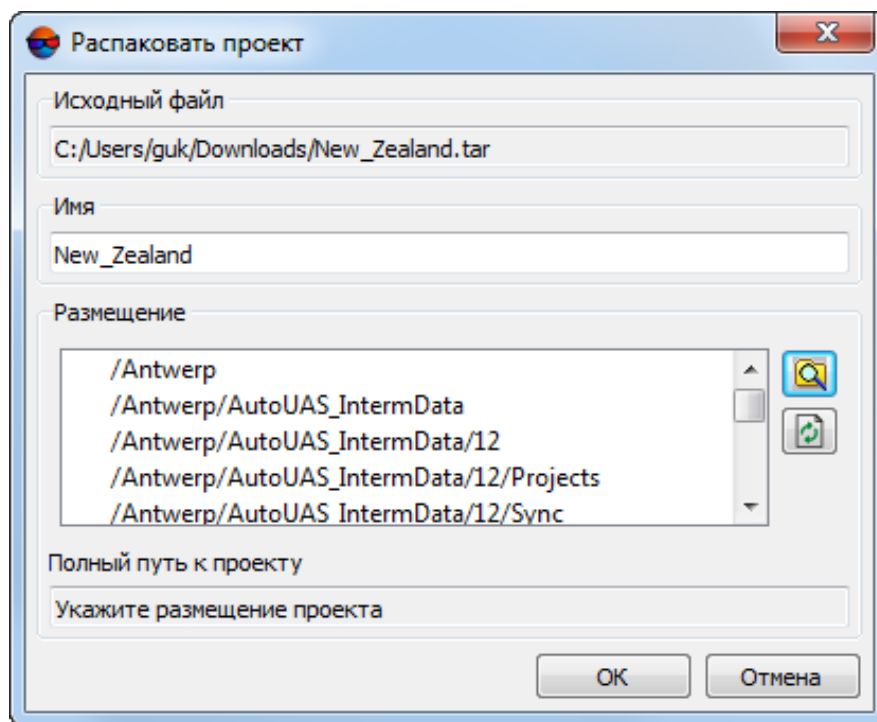 Распаковать проект
Исходный файл
C:/Users/guk/Downloads/New_Zealand.tar
Имя
New_Zealand
Размещение
/Antwerp
/Antwerp/AutoUAS_IntermData
/Antwerp/AutoUAS_IntermData/12
/Antwerp/AutoUAS_IntermData/12/Projects
/Antwerp/AutoUAS_IntermData/12/Sync
Полный путь к проекту
Укажите размещение проекта
OK
Отмена